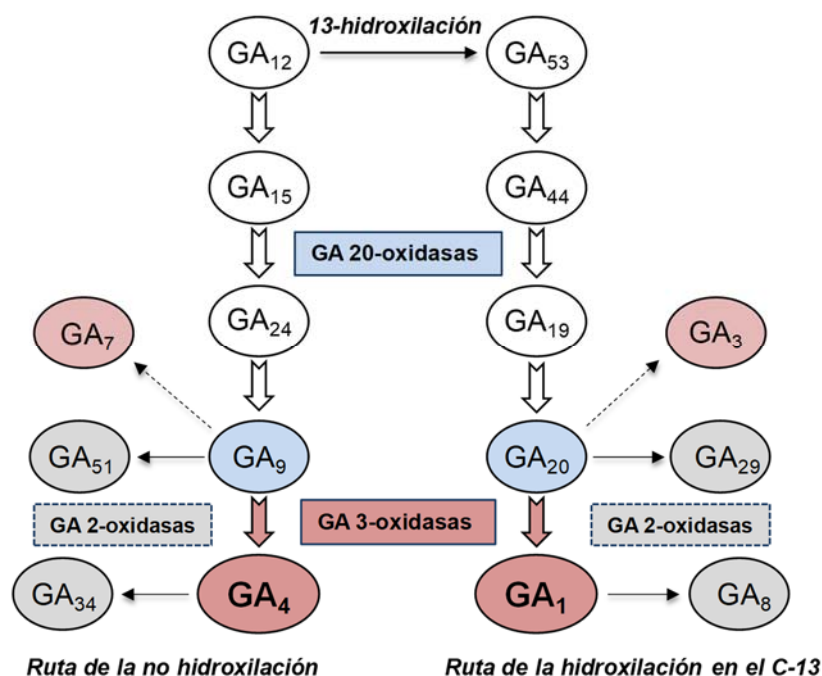 13-hidroxilación
GA12 GA53
GA15 GA44
GA 20-oxidasas
GA7 GA24 GA19 GA3
GA51 GA9 GA20 GA29
GA 2-oxidasas GA 3-oxidasas GA 2-oxidasas
GA34 GA4 GA1 GA8
Ruta de la no hidroxilación Ruta de la hidroxilación en el C-13